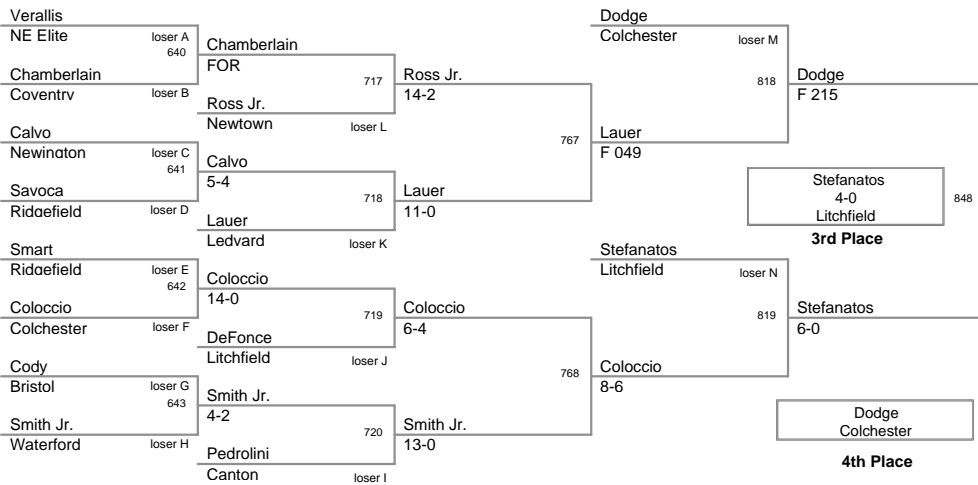 Verallis
NE Elite
loser A
640
Chamberlain
Coventry
loser B
Calvo
Newington
loser C
641
Savoca
Ridgefield
loser D
Smart
Ridgefield
loser E
642
Coloccio
Colchester
loser F
Cody
Bristol
loser G
643
Smith Jr.
Waterford
loser H
Chamberlain
FOR
717
Ross Jr.
Newtown
loser L
Calvo
5-4
718
Lauer
Ledyard
loser K
Coloccio
14-0
719
DeFonce
Litchfield
loser J
Smith Jr.
4-2
720
Pedrolini
Canton
loser I
Ross Jr.
14-2
767
Lauer
11-0
Coloccio
6-4
768
Smith Jr.
13-0
Dodge
Colchester
loser M
818
Lauer
F 049
Stefanatos
Litchfield
loser N
819
Coloccio
8-6
Dodge
F 215
Stefanatos
4-0
Litchfield
848
3rd Place
Stefanatos
6-0
Dodge
Colchester
4th Place